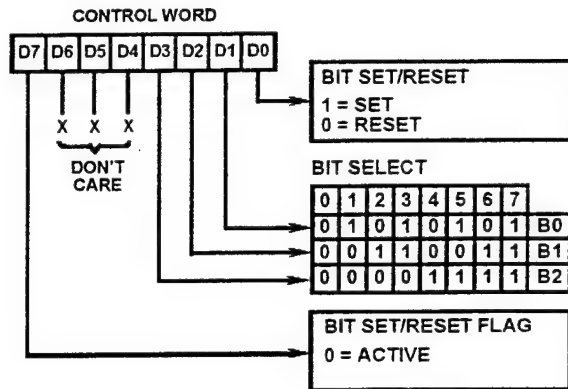 CONTROL WORD
D7 D6 D5 D4 D3 D2 D1 D0
BIT SET/RESET
1 = SET
0 = RESET
X X X
DON'T
CARE
BIT SELECT
0 1 2 3 4 5 6 7
0 1 0 1 0 1 0 1 B0
0 0 1 1 0 0 1 1 B1
0 0 0 0 1 1 1 1 B2
BIT SET/RESET FLAG
0 = ACTIVE